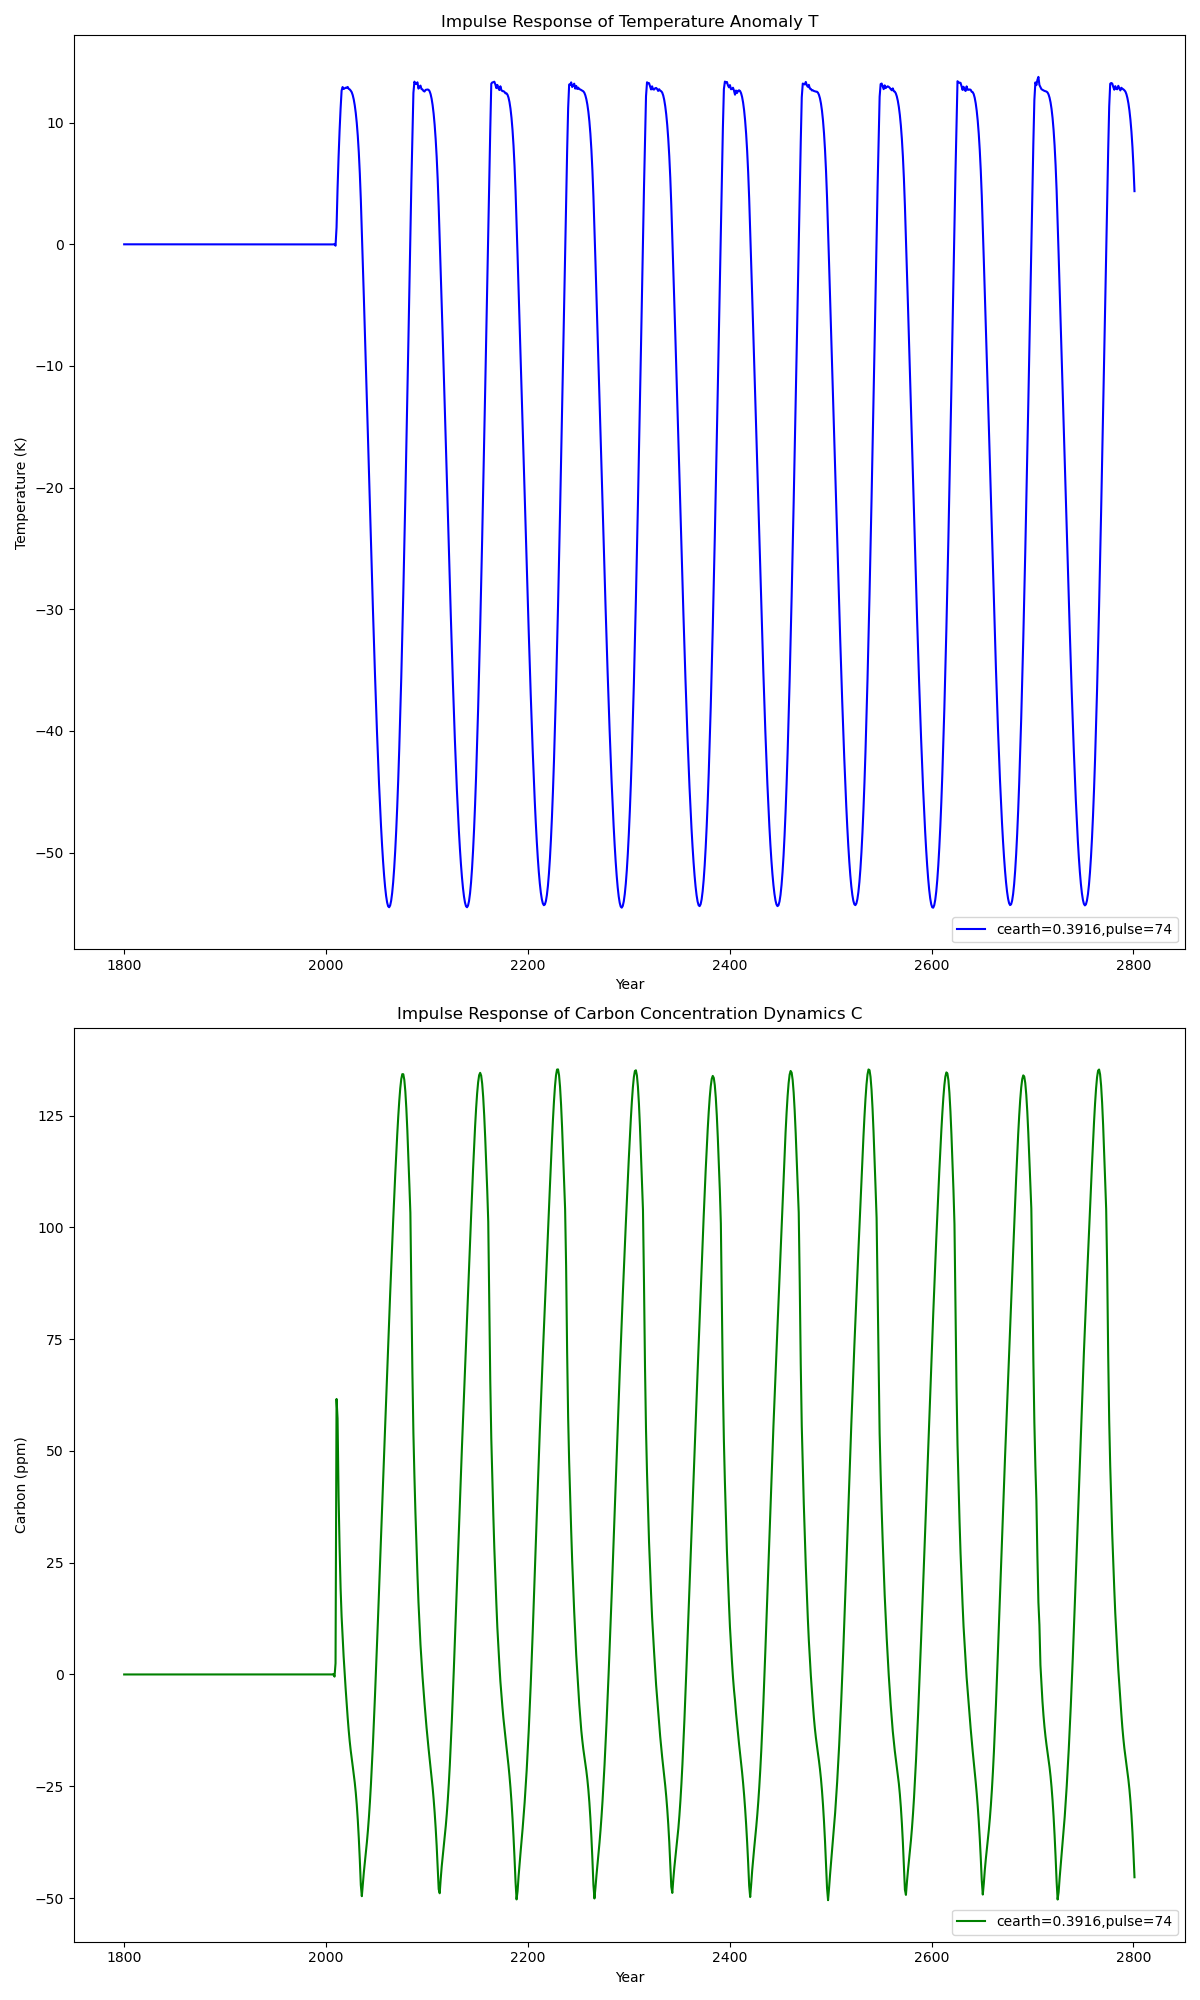 Impulse Response of Temperature Anomaly T
10
0
−10
−20
−30
−40
−50
Temperature (K)
cearth=0.3916,pulse=74
1800 2000 2200 2400 2600 2800
Year
Impulse Response of Carbon Concentration Dynamics C
125
100
75
50
25
0
−25
−50
Carbon (ppm)
cearth=0.3916,pulse=74
1800 2000 2200 2400 2600 2800
Year